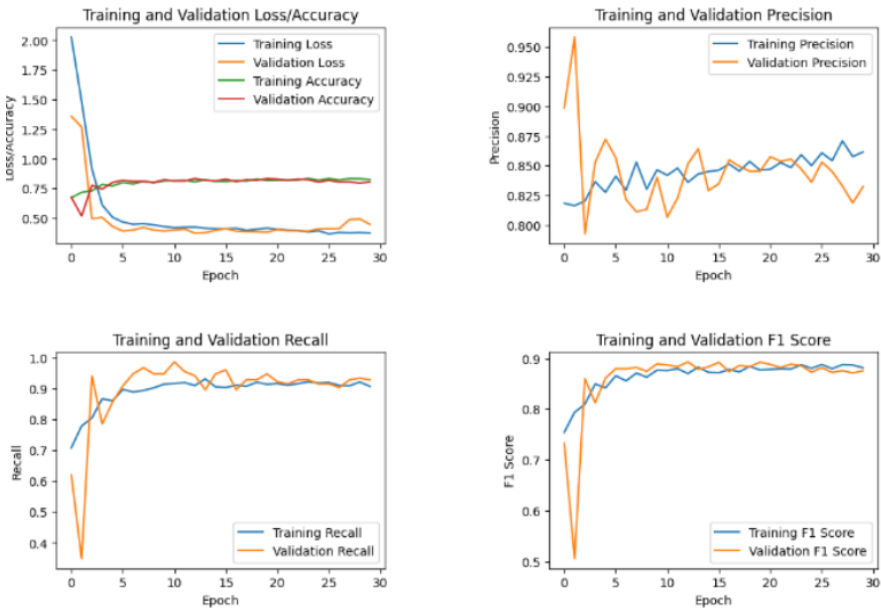 Training and Validation Loss/Accuracy
2.00
1.75
1.50
1.25
1.00
0.75
0.50
Loss/Accuracy
Training Loss
Validation Loss
Training Accuracy
Validation Accuracy
0 5 10 15 20 25 30
Epoch
Training and Validation Precision
0.950
0.925
0.900
0.875
0.850
0.825
0.800
Precision
Training Precision
Validation Precision
0 5 10 15 20 25 30
Epoch
Training and Validation Recall
1.0
0.9
0.8
0.7
0.6
0.5
0.4
Recall
Training Recall
Validation Recall
0 5 10 15 20 25 30
Epoch
Training and Validation F1 Score
0.9
0.8
0.7
0.6
0.5
F1 Score
Training F1 Score
Validation F1 Score
0 5 10 15 20 25 30
Epoch